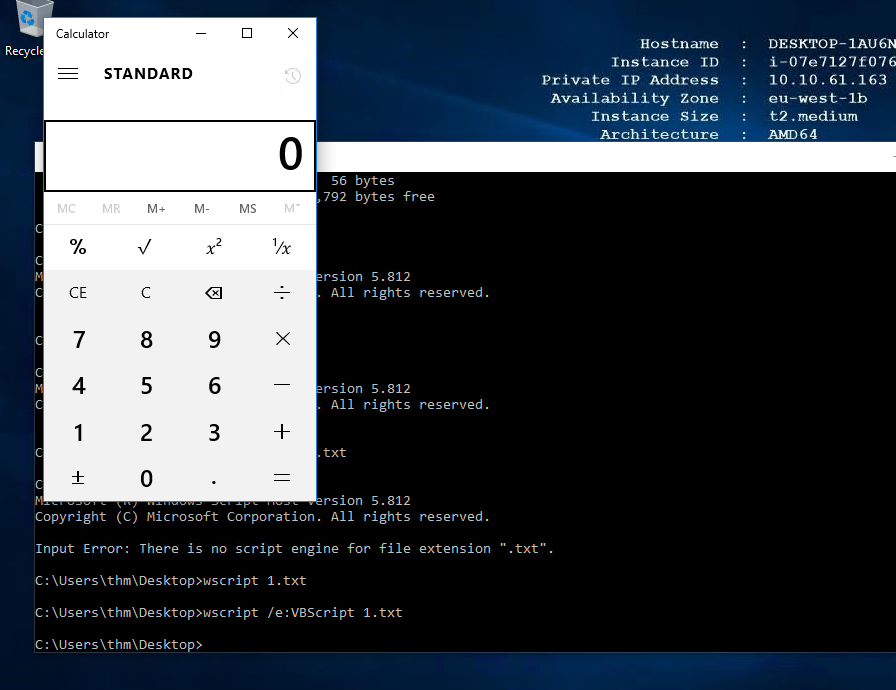 Recycle
Calculator
STANDARD
0
MC MR M+ M- MS M˅
% √ x² ¹/x
CE C ⌫ ÷
7 8 9 ×
4 5 6 −
1 2 3 +
± 0 . =
Hostname : DESKTOP-1AU6N
Instance ID : i-07e7127f076
Private IP Address : 10.10.61.163
Availability Zone : eu-west-1b
Instance Size : t2.medium
Architecture : AMD64
56 bytes
,792 bytes free
C
C
M ersion 5.812
C . All rights reserved.
C
C
M ersion 5.812
C . All rights reserved.
C .txt
C
Microsoft (R) Windows Script Host Version 5.812
Copyright (C) Microsoft Corporation. All rights reserved.
Input Error: There is no script engine for file extension ".txt".
C:\Users\thm\Desktop>wscript 1.txt
C:\Users\thm\Desktop>wscript /e:VBScript 1.txt
C:\Users\thm\Desktop>